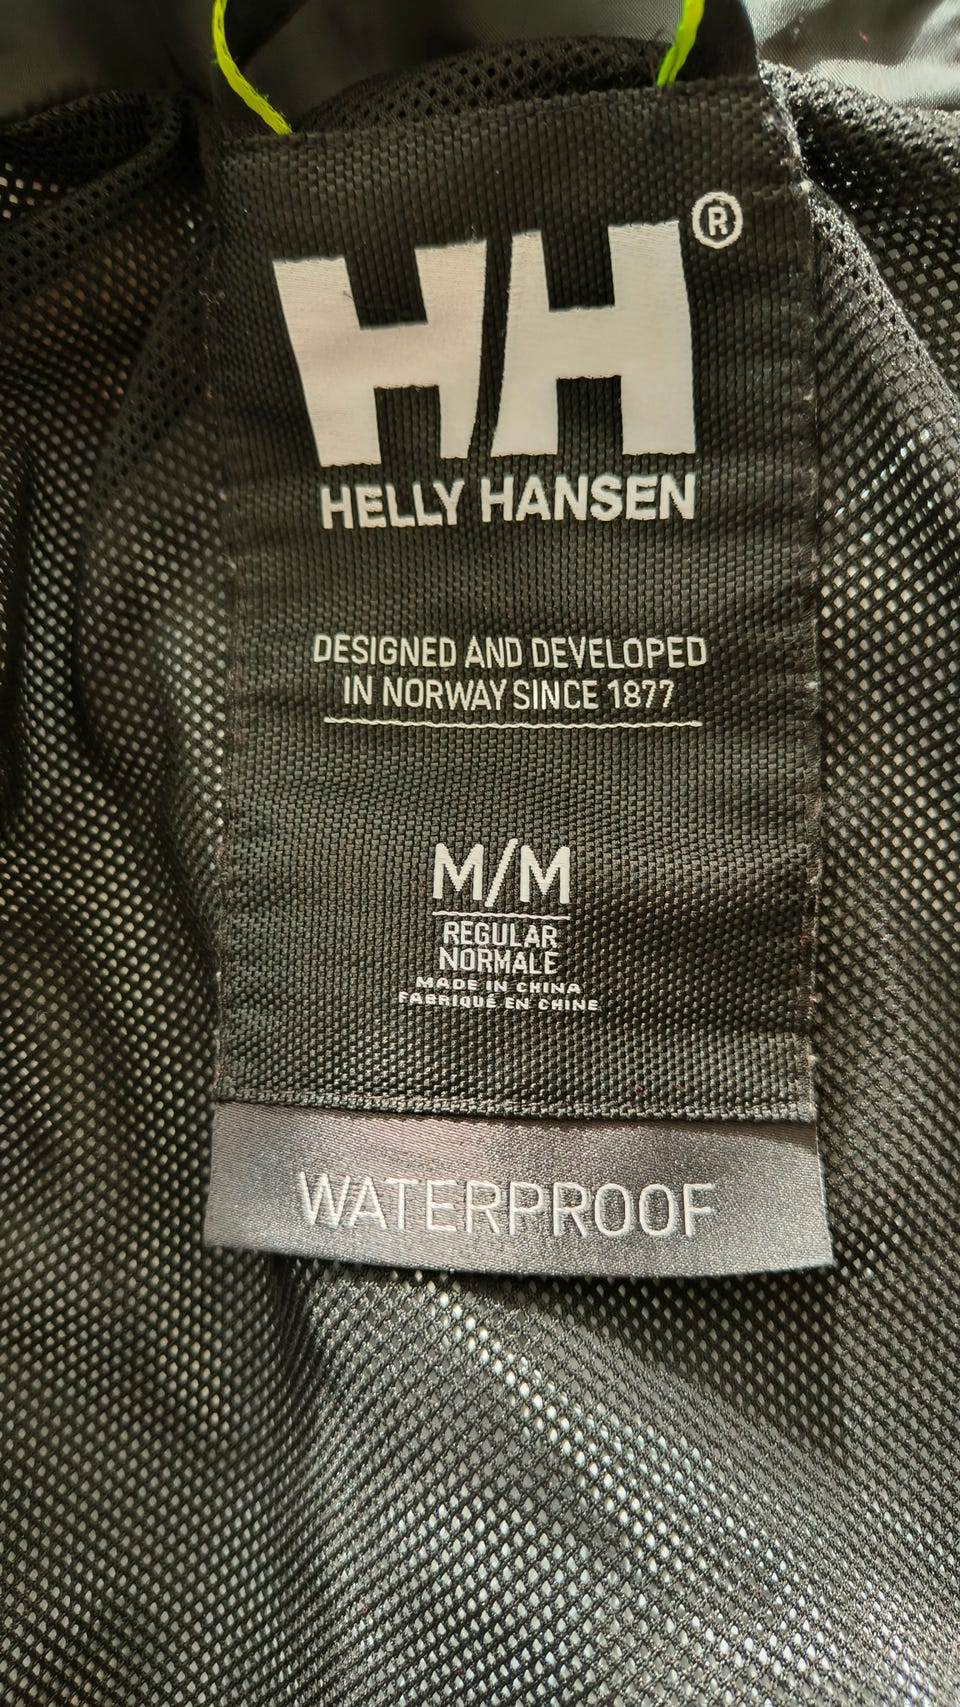 HH®
HELLY HANSEN
DESIGNED AND DEVELOPED
IN NORWAY SINCE 1877
M/M
REGULAR
NORMALE
MADE IN CHINA
FABRIQUÉ EN CHINE
WATERPROOF